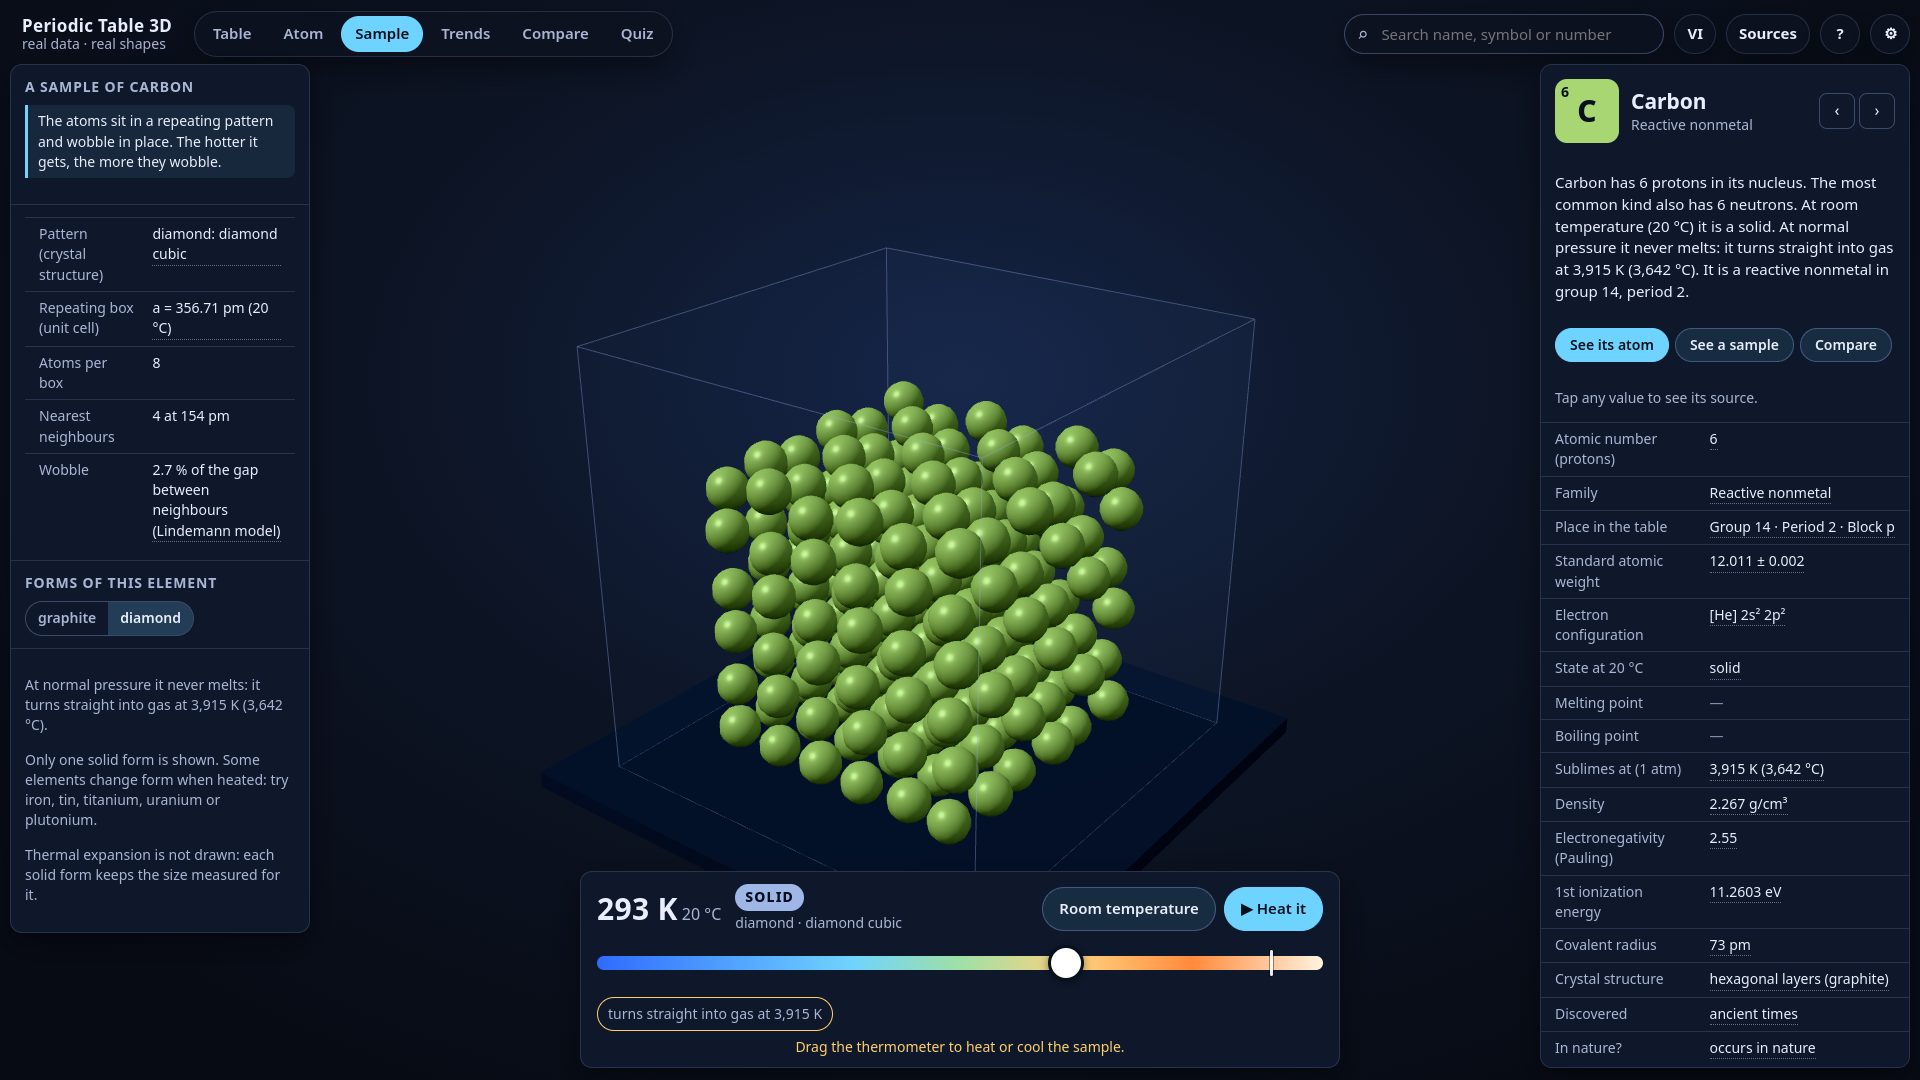 Periodic Table 3D
real data · real shapes
Table
Atom
Sample
Trends
Compare
Quiz
Search name, symbol or number
VI
Sources
?
A SAMPLE OF CARBON
The atoms sit in a repeating pattern
and wobble in place. The hotter it
gets, the more they wobble.
Pattern
(crystal
structure)
diamond: diamond
cubic
Repeating box
(unit cell)
a = 356.71 pm (20
°C)
Atoms per
box
8
Nearest
neighbours
4 at 154 pm
Wobble
2.7 % of the gap
between
neighbours
(Lindemann model)
FORMS OF THIS ELEMENT
graphite
diamond
At normal pressure it never melts: it
turns straight into gas at 3,915 K (3,642
°C).
Only one solid form is shown. Some
elements change form when heated: try
iron, tin, titanium, uranium or
plutonium.
Thermal expansion is not drawn: each
solid form keeps the size measured for
it.
293 K 20 °C
SOLID
diamond · diamond cubic
Room temperature
▶ Heat it
turns straight into gas at 3,915 K
Drag the thermometer to heat or cool the sample.
6
C
Carbon
Reactive nonmetal
‹
›
Carbon has 6 protons in its nucleus. The most
common kind also has 6 neutrons. At room
temperature (20 °C) it is a solid. At normal
pressure it never melts: it turns straight into gas
at 3,915 K (3,642 °C). It is a reactive nonmetal in
group 14, period 2.
See its atom
See a sample
Compare
Tap any value to see its source.
Atomic number
(protons)
6
Family
Reactive nonmetal
Place in the table
Group 14 · Period 2 · Block p
Standard atomic
weight
12.011 ± 0.002
Electron
configuration
[He] 2s² 2p²
State at 20 °C
solid
Melting point
—
Boiling point
—
Sublimes at (1 atm)
3,915 K (3,642 °C)
Density
2.267 g/cm³
Electronegativity
(Pauling)
2.55
1st ionization
energy
11.2603 eV
Covalent radius
73 pm
Crystal structure
hexagonal layers (graphite)
Discovered
ancient times
In nature?
occurs in nature